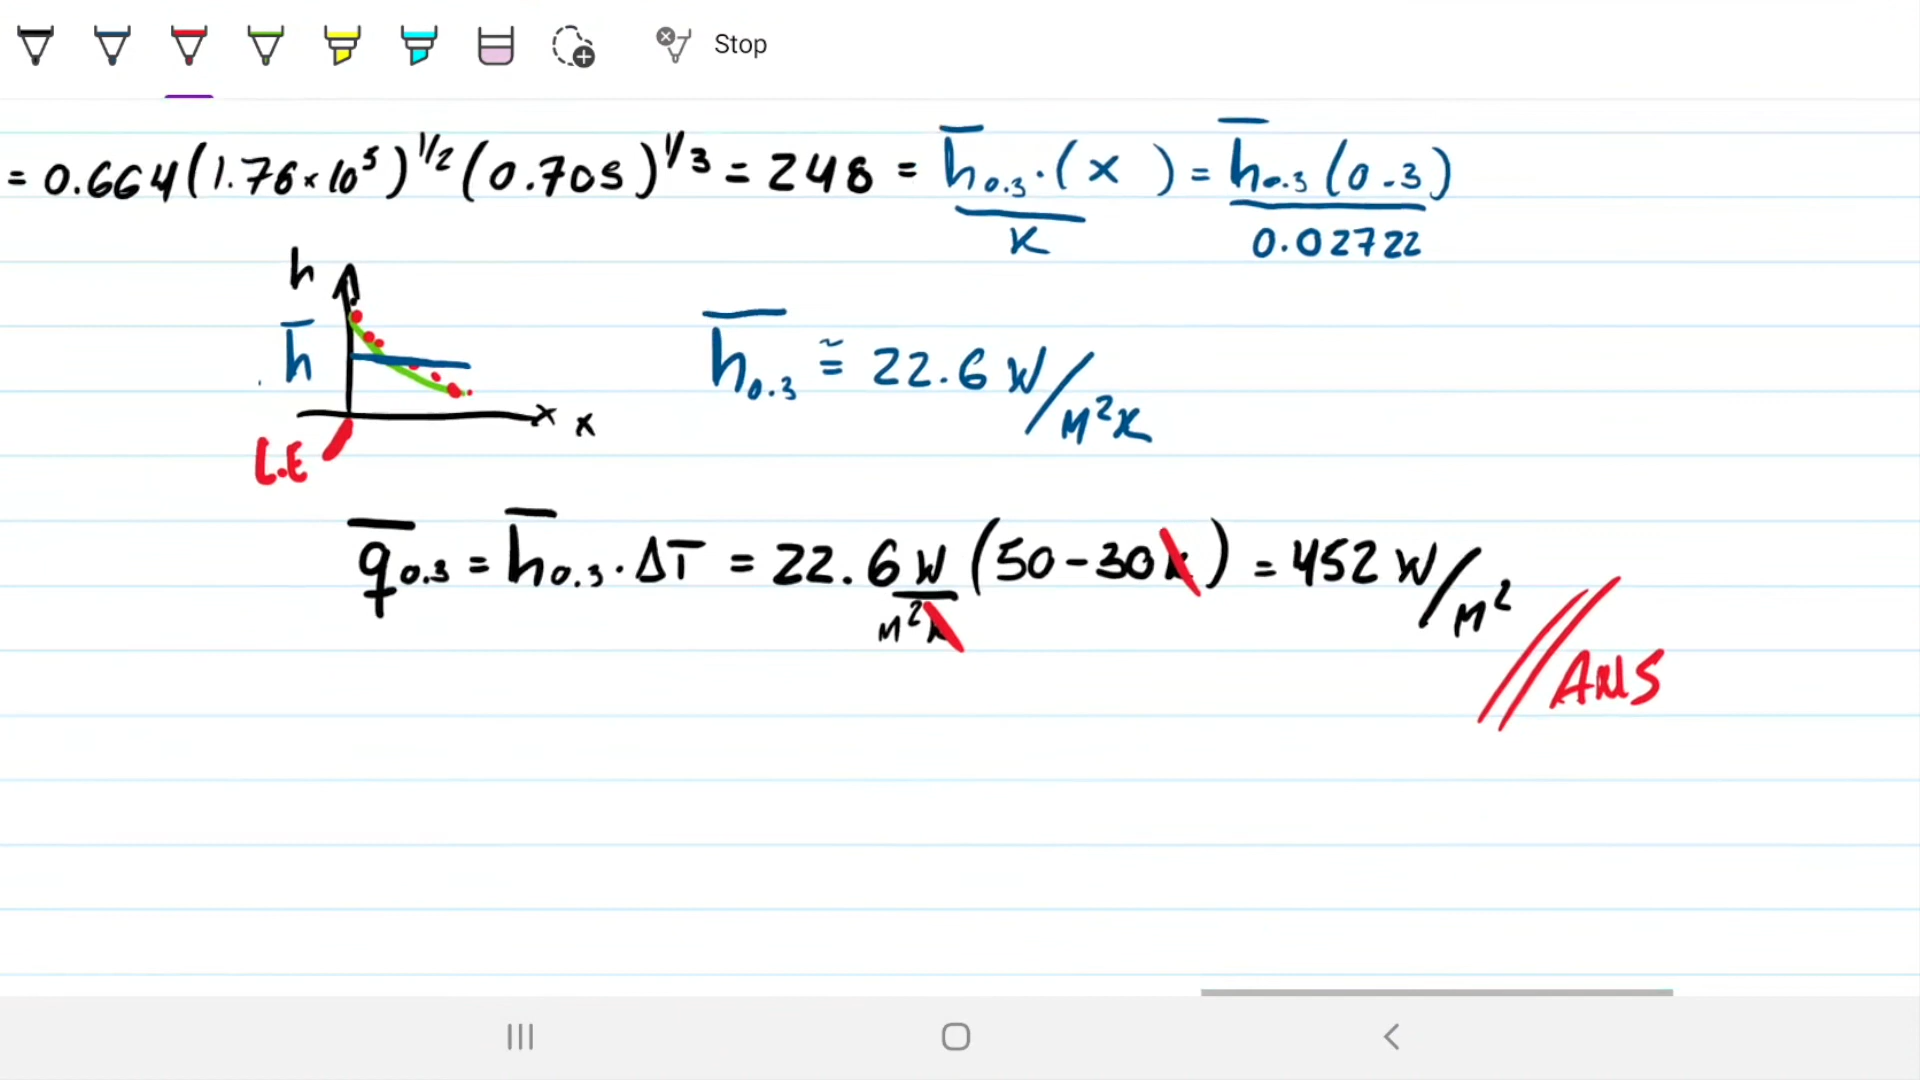 Stop
= 0.664(1.76×10⁵)^1/2 (0.705)^1/3 = 248 = h̅0.3·(x) = h̅0.3(0.3)
K
0.02722
h
h̅
x
L.E
h̅0.3 ≅ 22.6 W/m²K
q̅0.3 = h̅0.3·ΔT = 22.6 W/m²K (50-30K) = 452 W/m²
ANS